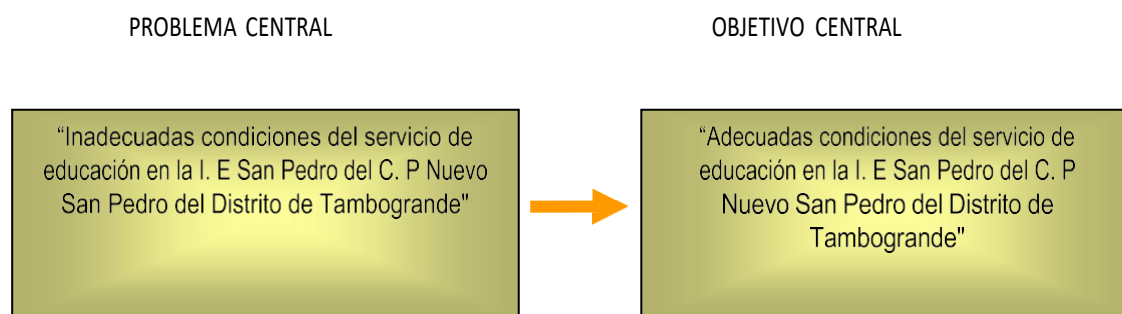 PROBLEMA CENTRAL
OBJETIVO CENTRAL
“Inadecuadas condiciones del servicio de
educación en la I. E San Pedro del C. P Nuevo
San Pedro del Distrito de Tambogrande"
“Adecuadas condiciones del servicio de
educación en la I. E San Pedro del C. P
Nuevo San Pedro del Distrito de
Tambogrande"